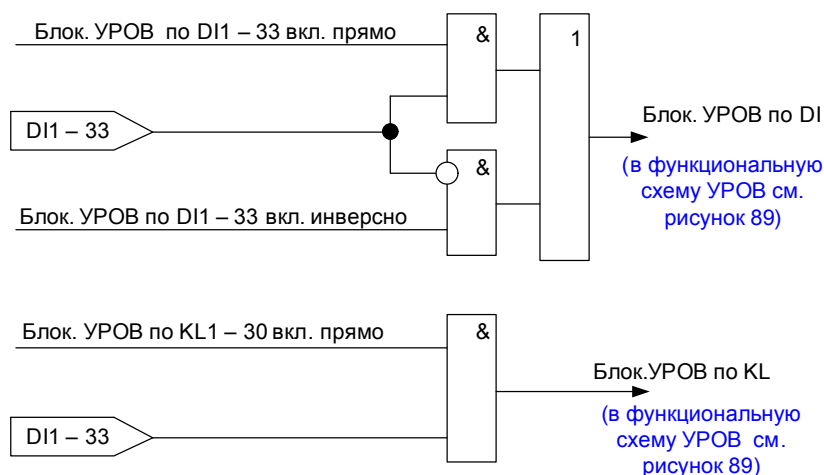 Блок. УРОВ по DI1 – 33 вкл. прямо
&
1
DI1 – 33
Блок. УРОВ по DI
(в функциональную
схему УРОВ см.
рисунок 89)
&
Блок. УРОВ по DI1 – 33 вкл. инверсно
Блок. УРОВ по KL1 – 30 вкл. прямо
&
Блок.УРОВ по KL
(в функциональную
схему УРОВ см.
рисунок 89)
DI1 – 33